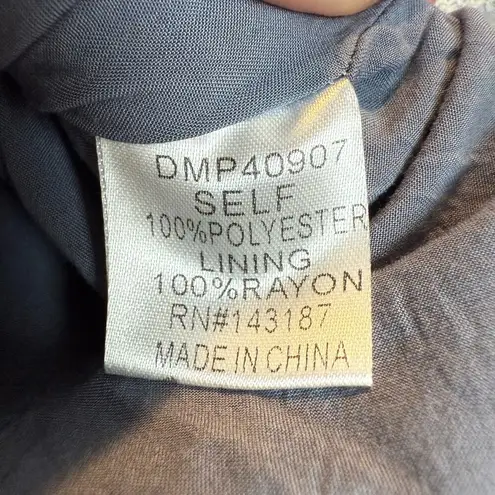 DMP40907
SELF
100%POLYESTER
LINING
100%RAYON
RN#143187
MADE IN CHINA